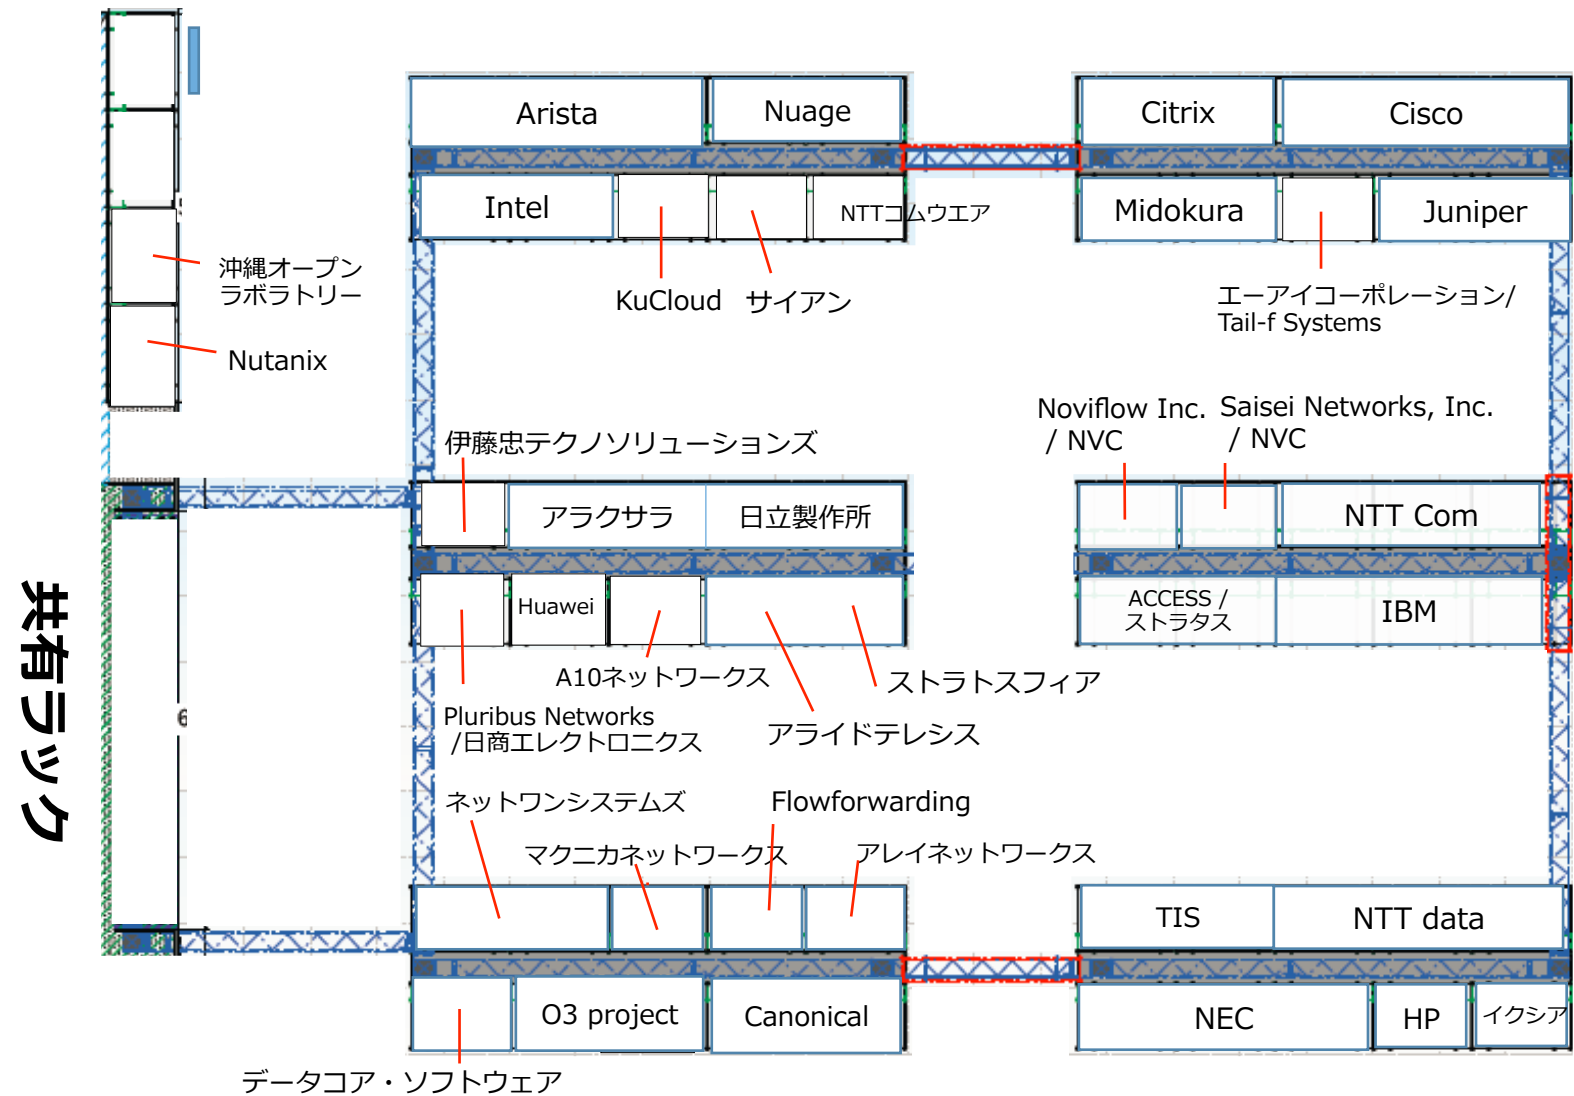 Arista
Nuage
Citrix
Cisco
Intel
NTTコムウエア
Midokura
Juniper
沖縄オープン
ラボラトリー
KuCloud
サイアン
エーアイコーポレーション/
Tail-f Systems
Nutanix
Noviflow Inc.
/ NVC
Saisei Networks, Inc.
/ NVC
伊藤忠テクノソリューションズ
アラクサラ
日立製作所
NTT Com
Huawei
ACCESS /
ストラタス
IBM
A10ネットワークス
ストラトスフィア
Pluribus Networks
/日商エレクトロニクス
アライドテレシス
共有ラック
6
ネットワンシステムズ
Flowforwarding
マクニカネットワークス
アレイネットワークス
TIS
NTT data
O3 project
Canonical
NEC
HP
イクシア
データコア・ソフトウェア